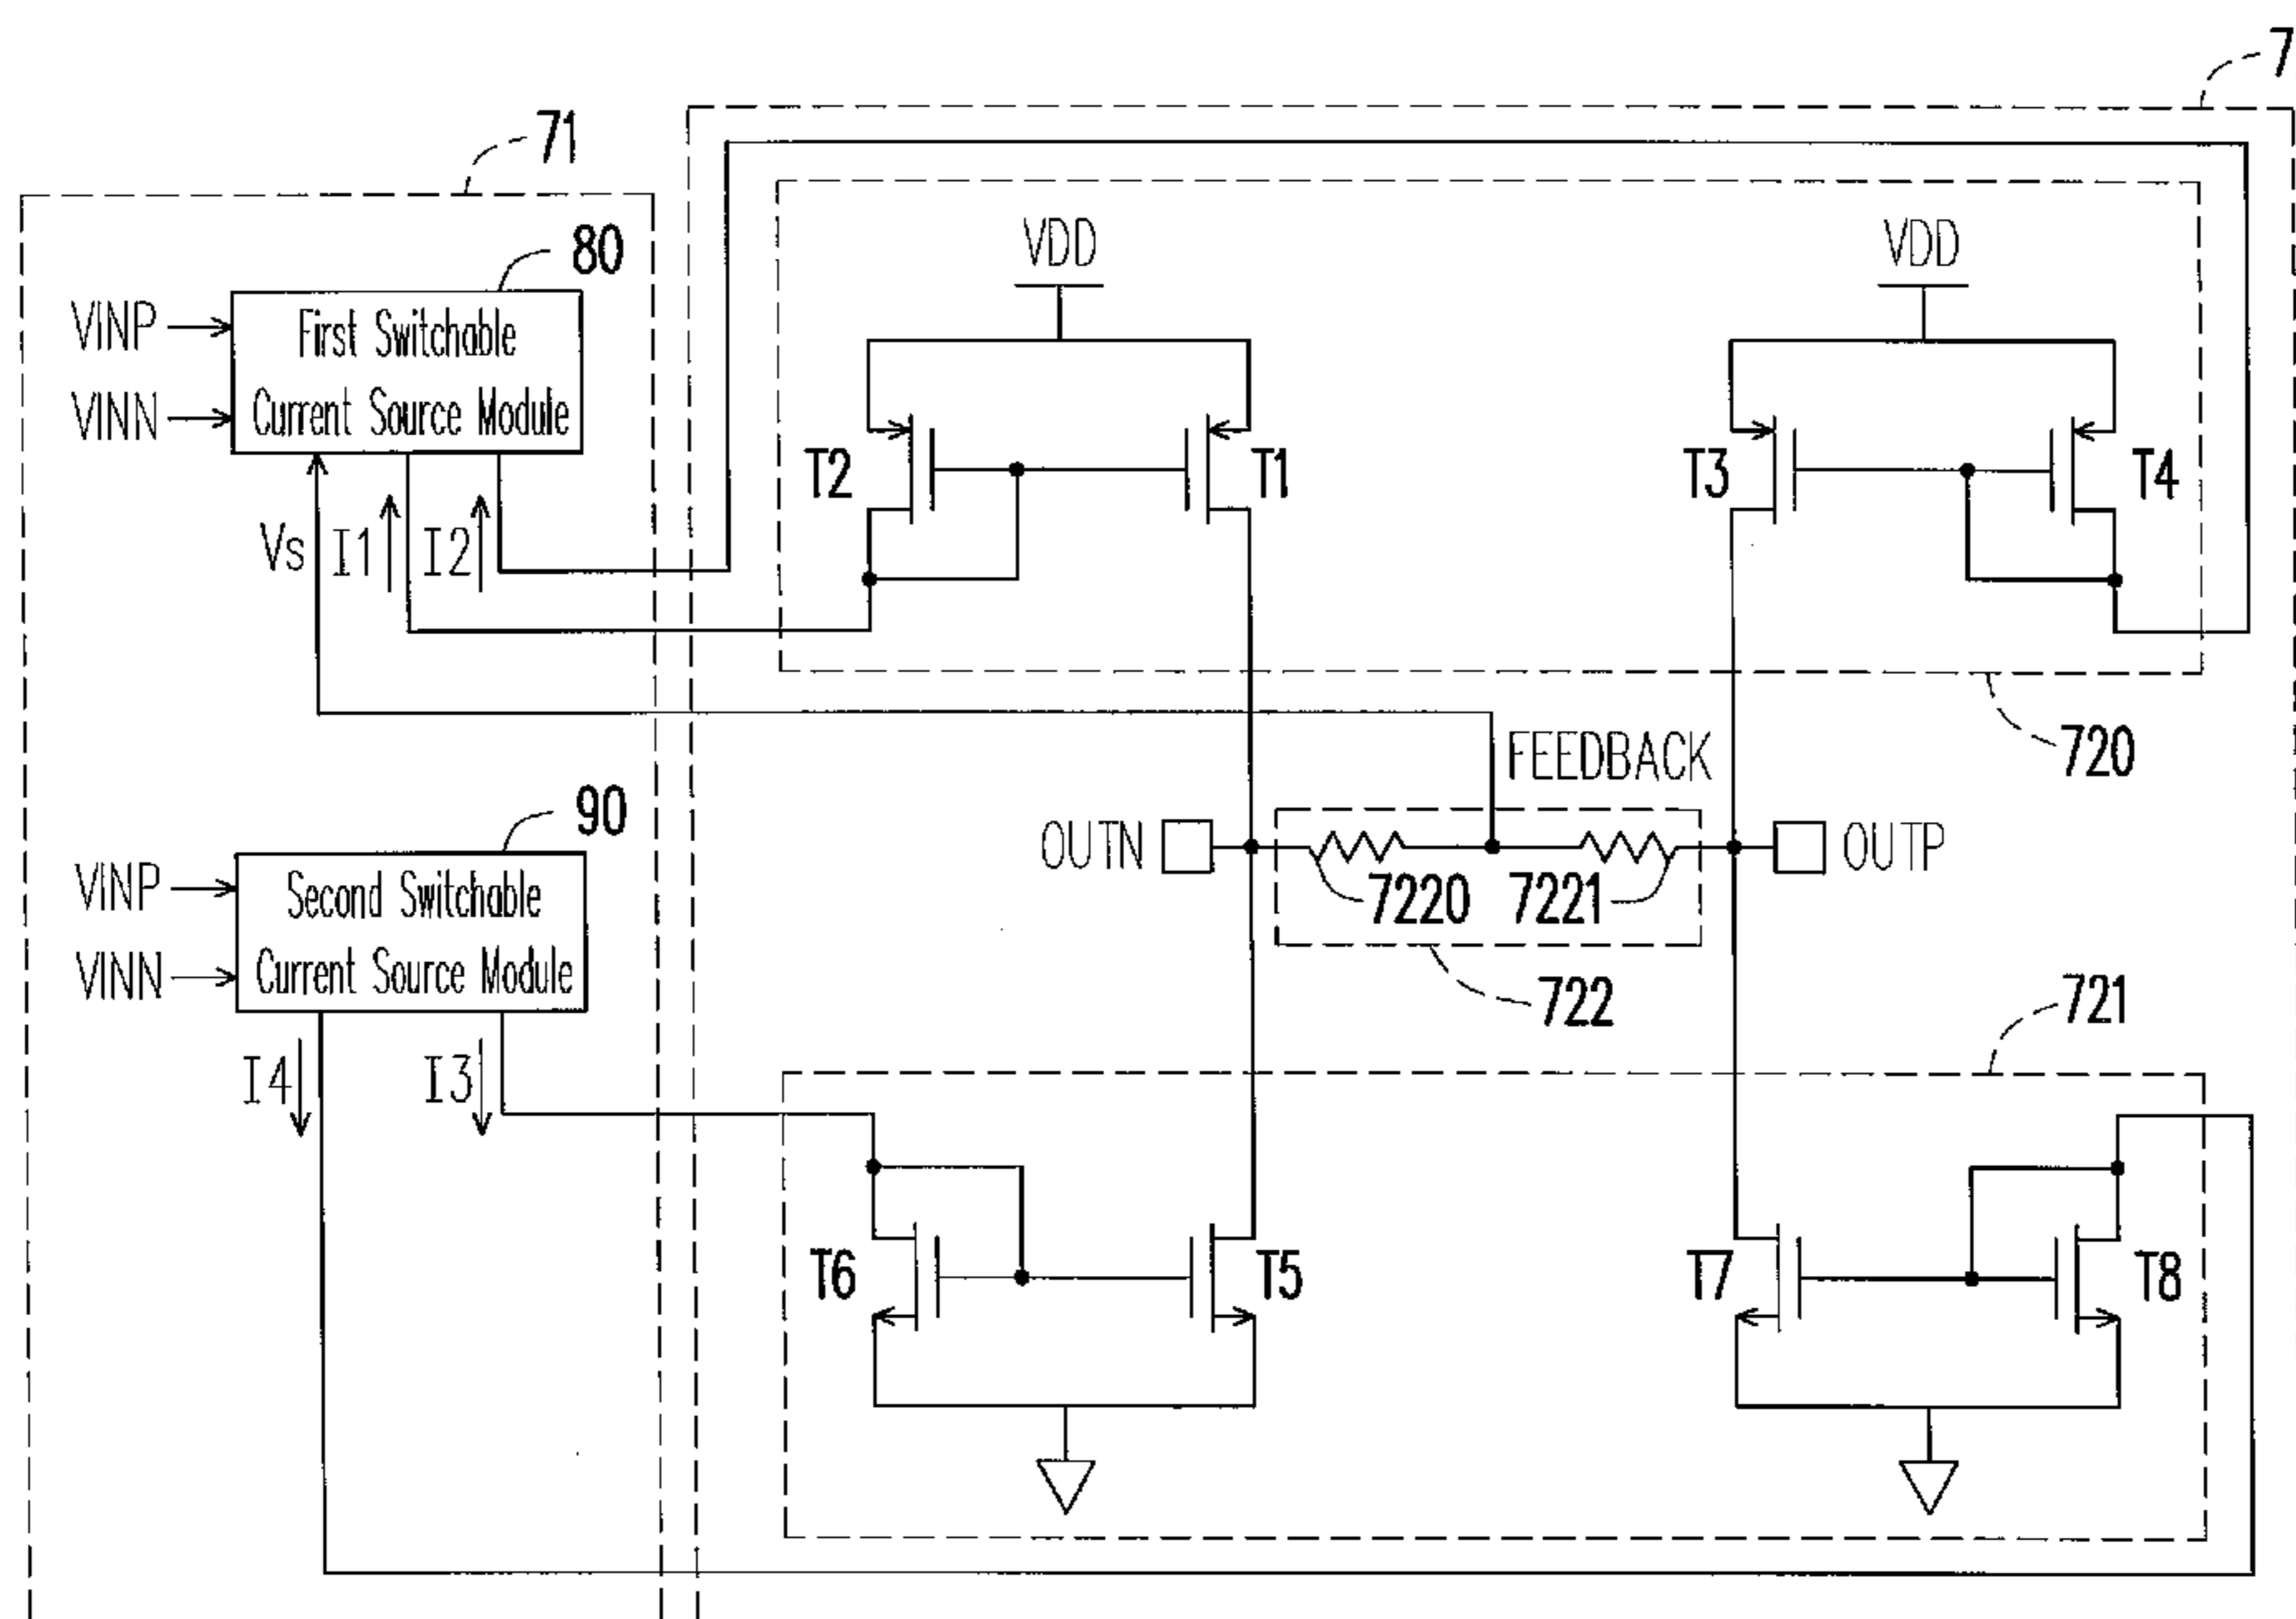 7
71
80
VINP
First Switchable
VINN
Current Source Module
Vs
I1
I2
VDD
VDD
T2
T1
T3
T4
720
FEEDBACK
OUTN
7220
7221
OUTP
722
90
VINP
Second Switchable
VINN
Current Source Module
I4
I3
721
T6
T5
T7
T8